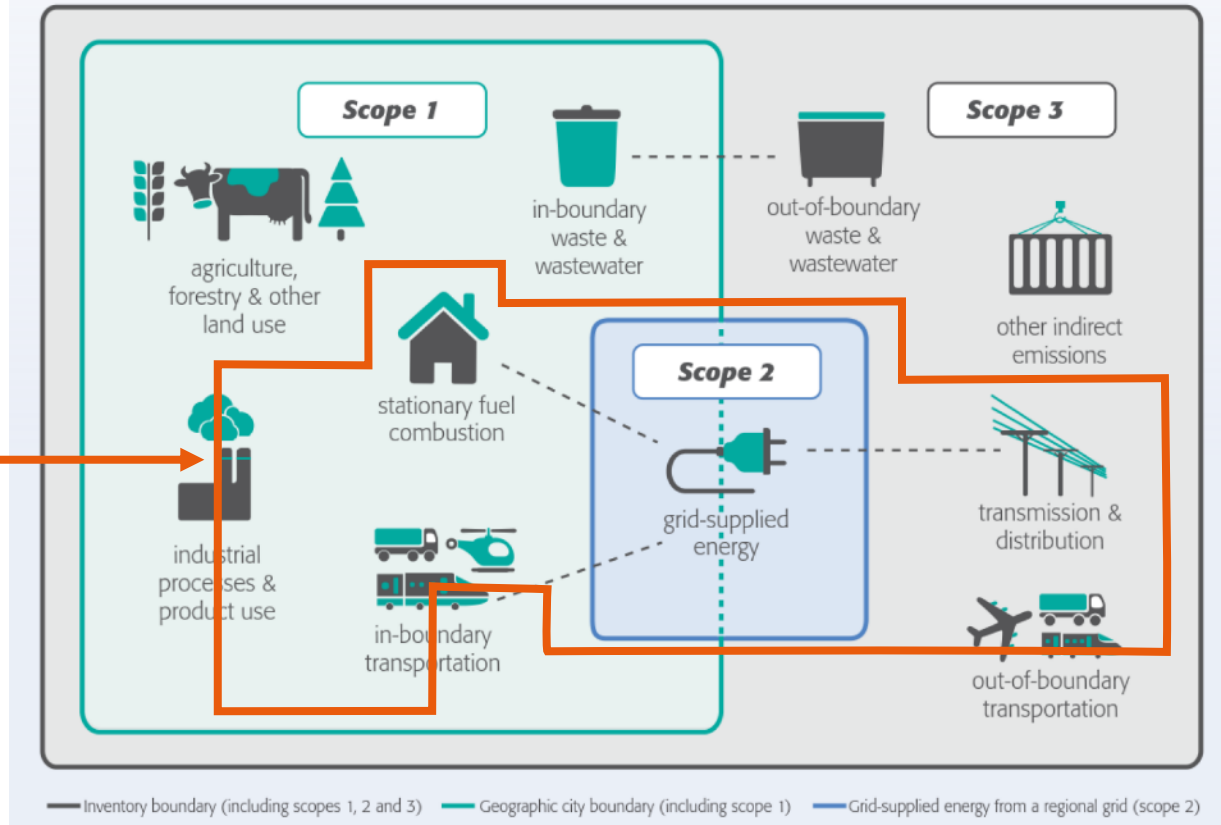 Scope 1
Scope 3
in-boundary
waste &
wastewater
out-of-boundary
waste &
wastewater
agriculture,
forestry & other
land use
other indirect
emissions
Scope 2
stationary fuel
combustion
grid-supplied
energy
transmission &
distribution
industrial
processes &
product use
in-boundary
transportation
out-of-boundary
transportation
Inventory boundary (including scopes 1, 2 and 3)
Geographic city boundary (including scope 1)
Grid-supplied energy from a regional grid (scope 2)